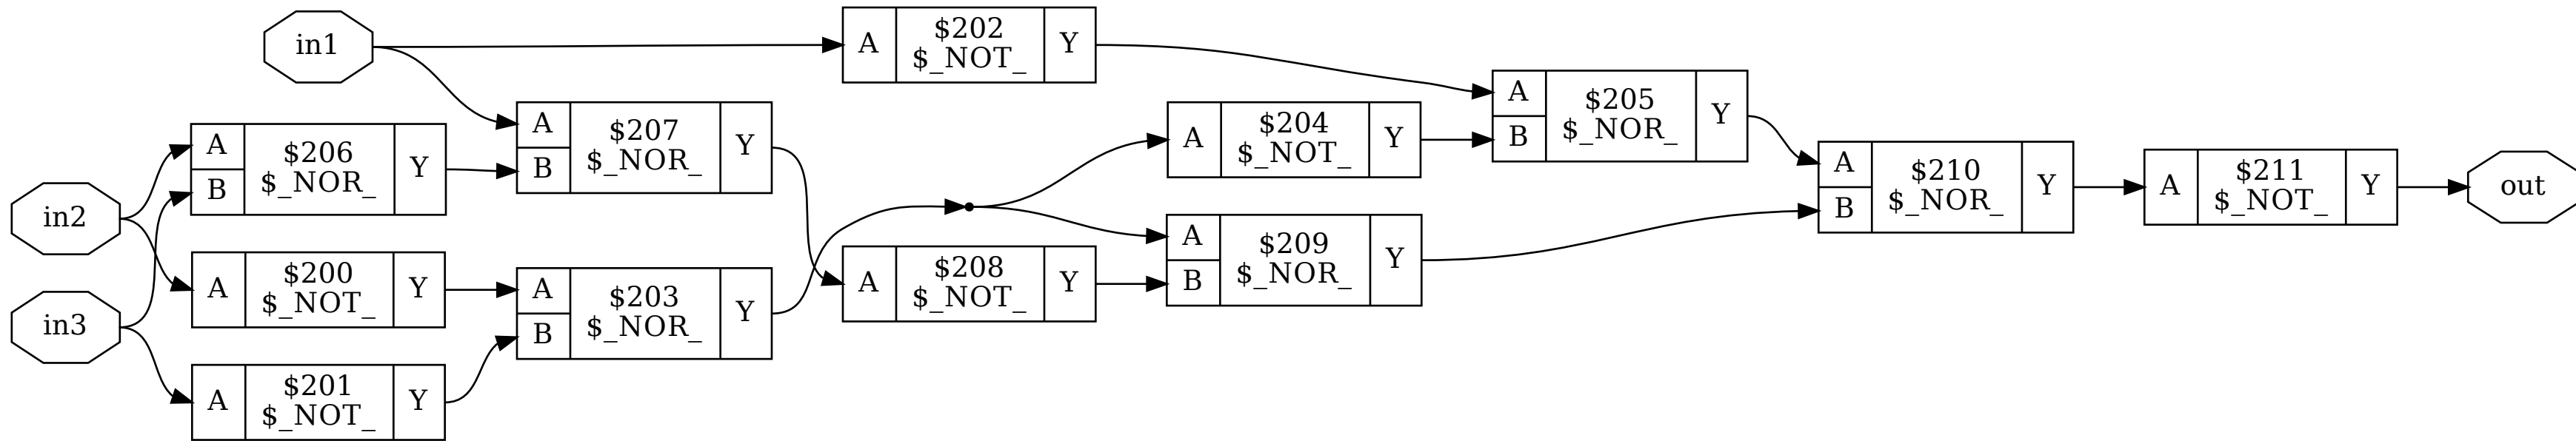 in1
A $202 $_NOT_ Y
A B $205 $_NOR_ Y
A B $207 $_NOR_ Y
A $204 $_NOT_ Y
in2
A B $206 $_NOR_ Y
A B $210 $_NOR_ Y
A $211 $_NOT_ Y
out
A B $209 $_NOR_ Y
A $208 $_NOT_ Y
A $200 $_NOT_ Y
A B $203 $_NOR_ Y
in3
A $201 $_NOT_ Y